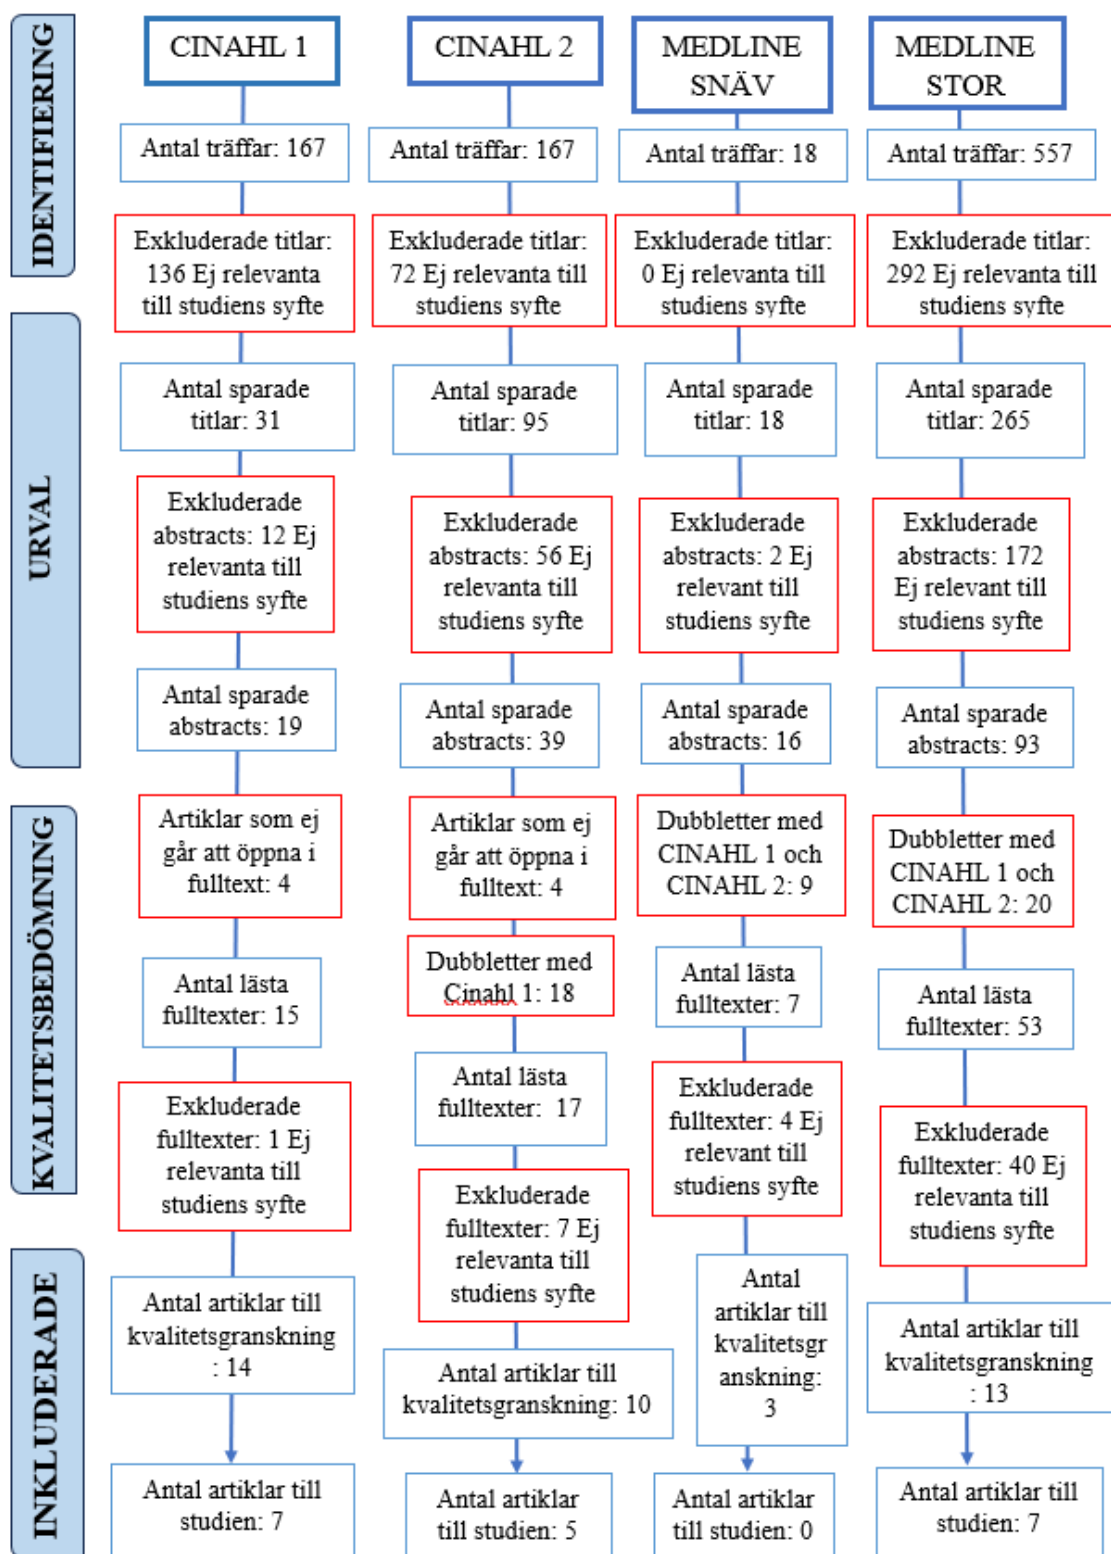 IDENTIFIERING
URVAL
KVALITETSBEDÖMNING
INKLUDERADE
CINAHL 1
Antal träffar: 167
Exkluderade titlar:
136 Ej relevanta
till studiens syfte
Antal sparade
titlar: 31
Exkluderade
abstracts: 12 Ej
relevanta till
studiens syfte
Antal sparade
abstracts: 19
Artiklar som ej
går att öppna i
fulltext: 4
Antal lästa
fulltexter: 15
Exkluderade
fulltexter: 1 Ej
relevanta till
studiens syfte
Antal artiklar till
kvalitetsgranskning
: 14
Antal artiklar till
studien: 7
CINAHL 2
Antal träffar: 167
Exkluderade titlar:
72 Ej relevanta till
studiens syfte
Antal sparade
titlar: 95
Exkluderade
abstracts: 56 Ej
relevanta till
studiens syfte
Antal sparade
abstracts: 39
Artiklar som ej
går att öppna i
fulltext: 4
Dubbletter med
Cinahl 1: 18
Antal lästa
fulltexter: 17
Exkluderade
fulltexter: 7 Ej
relevanta till
studiens syfte
Antal artiklar till
kvalitetsgranskning: 10
Antal artiklar
till studien: 5
MEDLINE
SNÄV
Antal träffar: 18
Exkluderade titlar:
0 Ej relevanta till
studiens syfte
Antal sparade
titlar: 18
Exkluderade
abstracts: 2 Ej
relevant till
studiens syfte
Antal sparade
abstracts: 16
Dubbletter med
CINAHL 1 och
CINAHL 2: 9
Antal lästa
fulltexter: 7
Exkluderade
fulltexter: 4 Ej
relevant till
studiens syfte
Antal
artiklar till
kvalitetsgr
anskning:
3
Antal artiklar
till studien: 0
MEDLINE
STOR
Antal träffar: 557
Exkluderade titlar:
292 Ej relevanta till
studiens syfte
Antal sparade
titlar: 265
Exkluderade
abstracts: 172
Ej relevant till
studiens syfte
Antal sparade
abstracts: 93
Dubbletter med
CINAHL 1 och
CINAHL 2: 20
Antal lästa
fulltexter: 53
Exkluderade
fulltexter: 40 Ej
relevanta till
studiens syfte
Antal artiklar till
kvalitetsgranskning
: 13
Antal artiklar till
studien: 7